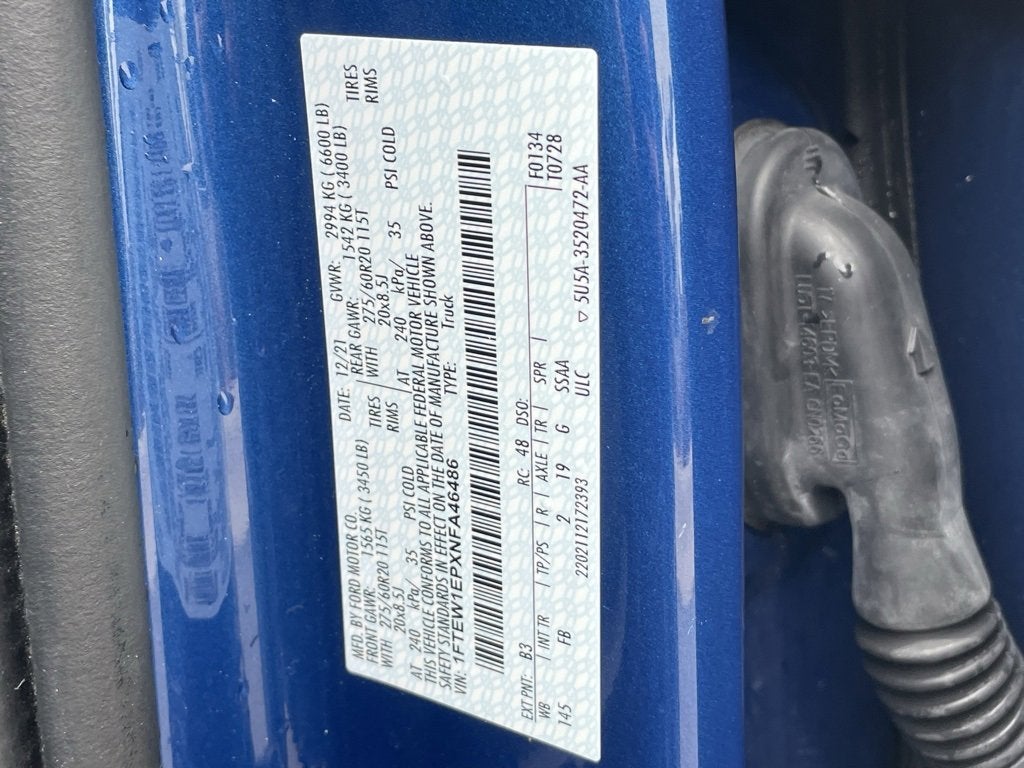 MFD. BY FORD MOTOR CO. DATE: 12/21 GVWR: 2994 KG ( 6600 LB)
FRONT GAWR: 1565 KG ( 3450 LB) REAR GAWR: 1542 KG ( 3400 LB)
WITH 275/60R20 115T TIRES WITH 275/60R20 115T TIRES
20x8.5J RIMS 20x8.5J RIMS
AT 240 kPa/ 35 PSI COLD AT 240 kPa/ 35 PSI COLD
THIS VEHICLE CONFORMS TO ALL APPLICABLE FEDERAL MOTOR VEHICLE
SAFETY STANDARDS IN EFFECT ON THE DATE OF MANUFACTURE SHOWN ABOVE.
VIN: 1FTEW1EPXNFA46486 TYPE: Truck
EXT PNT: B3 RC: 48 DSO: F0134
WB | INT TR | TP/PS | R | AXLE | TR | SPR | T0728
145 FB 2 19 G SSAA
2202112172393 ULC ▽ 5U5A-3520472-AA